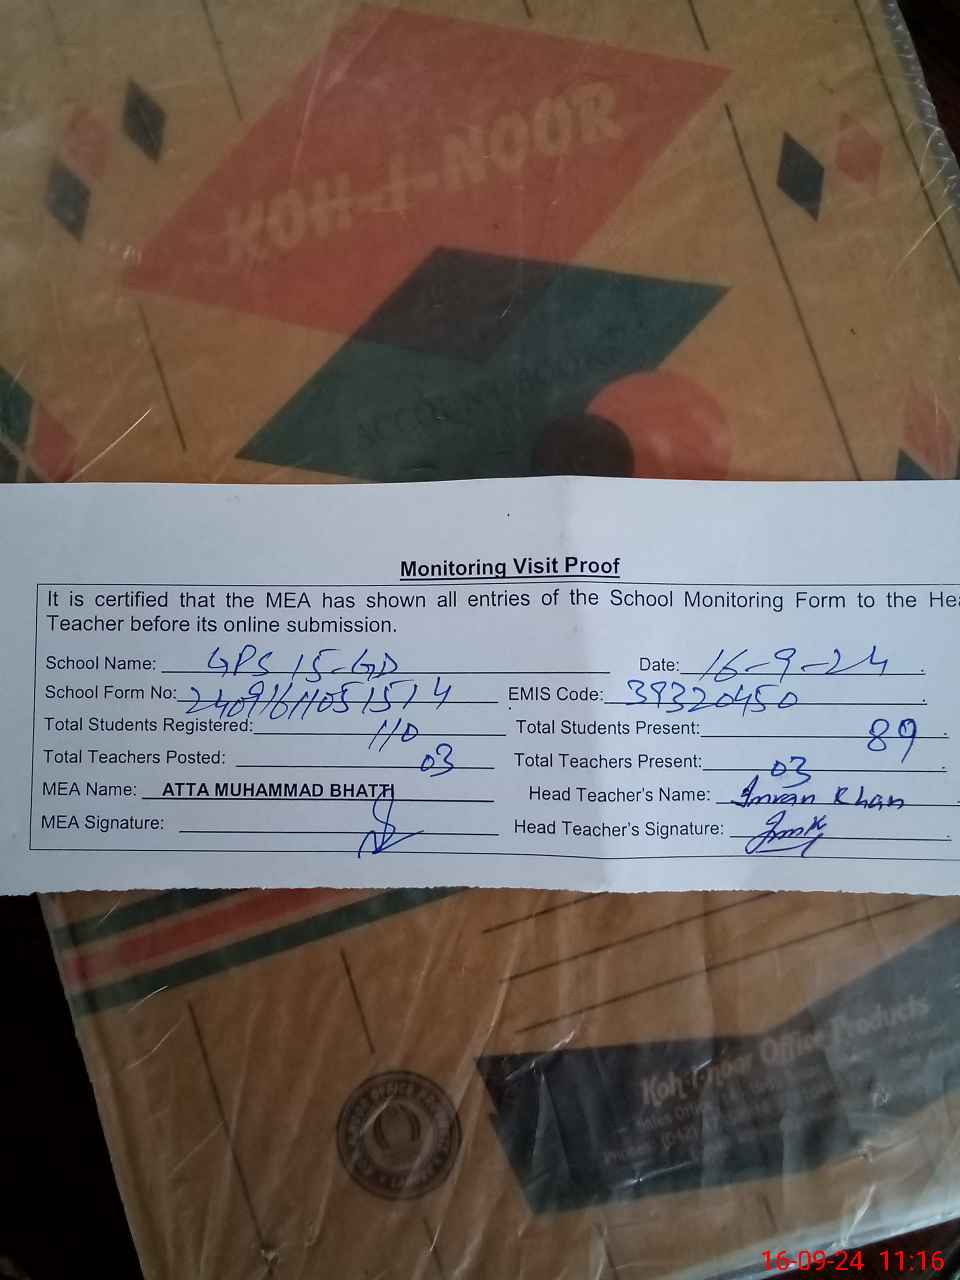 KOH-I-NOOR
Monitoring Visit Proof
It is certified that the MEA has shown all entries of the School Monitoring Form to the Hea
Teacher before its online submission.
School Name: GPS 15-GD Date: 16-9-24
School Form No: EMIS Code: 39320450
Total Students Registered: 110 Total Students Present: 89
Total Teachers Posted: 03 Total Teachers Present: 03
MEA Name: ATTA MUHAMMAD BHATTI Head Teacher's Name: Imran Khan
MEA Signature: Head Teacher's Signature:
Koh-i-noor Office Products
16-09-24 11:16